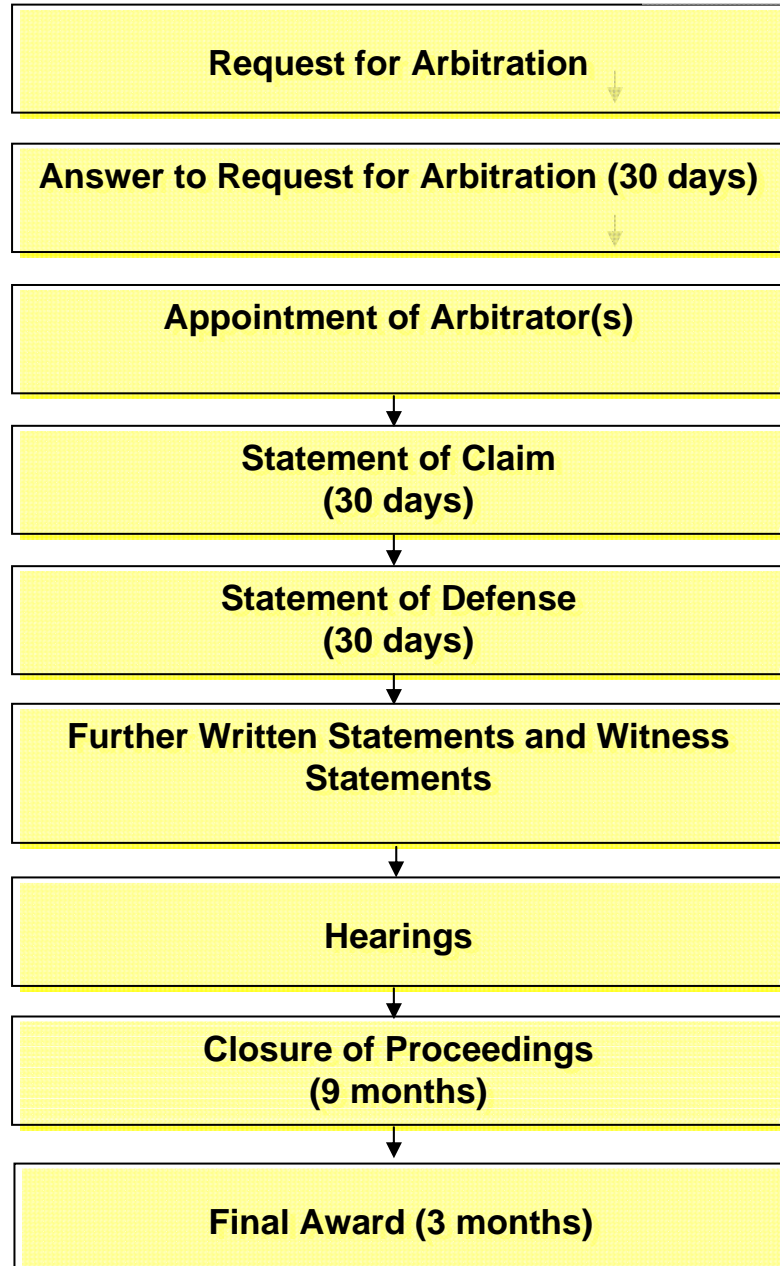 Request for Arbitration
Answer to Request for Arbitration (30 days)
Appointment of Arbitrator(s)
Statement of Claim
(30 days)
Statement of Defense
(30 days)
Further Written Statements and Witness
Statements
Hearings
Closure of Proceedings
(9 months)
Final Award (3 months)